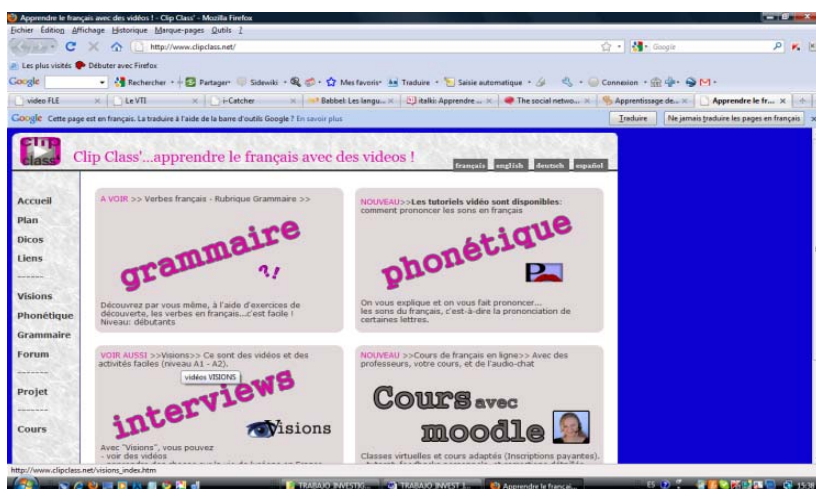 Apprendre le français avec des vidéos ! - Clip Class' - Mozilla Firefox
Fichier Édition Affichage Historique Marque-pages Outils ?
http://www.clipclass.net/
Google
Les plus visités Débuter avec Firefox
Google Rechercher Partager Sidewiki Mes favoris Traduire Saisie automatique Connexion
video FLE Le VTI i-Catcher Babbel: Les langu... italki: Apprendre ... The social netwo... Apprentissage de... Apprendre le fr...
Google Cette page est en français. La traduire à l'aide de la barre d'outils Google ? En savoir plus Traduire Ne jamais traduire les pages en français
clip class'
Clip Class'...apprendre le français avec des videos !
français english deutsch español
Accueil
Plan
Dicos
Liens
-------
Visions
Phonétique
Grammaire
Forum
-------
Projet
-------
Cours
A VOIR >> Verbes français - Rubrique Grammaire >>
grammaire
?!
Découvrez par vous même, à l'aide d'exercices de
découverte, les verbes en français...c'est facile !
Niveau: débutants
NOUVEAU>>Les tutoriels vidéo sont disponibles:
comment prononcer les sons en français
phonétique
P
On vous explique et on vous fait prononcer...
les sons du français, c'est-à-dire la prononciation de
certaines lettres.
VOIR AUSSI >>Visions>> Ce sont des vidéos et des
activités faciles (niveau A1 - A2).
vidéos VISIONS
interviews
Visions
Avec "Visions", vous pouvez
- voir des vidéos
NOUVEAU >>Cours de français en ligne>> Avec des
professeurs, votre cours, et de l'audio-chat
Cours avec
moodle
Classes virtuelles et cours adaptés (Inscriptions payantes).
http://www.clipclass.net/visions_index.htm
TRABAJO INVESTIG... TRABAJO INVEST 1... Apprendre le françai... ES 15:38